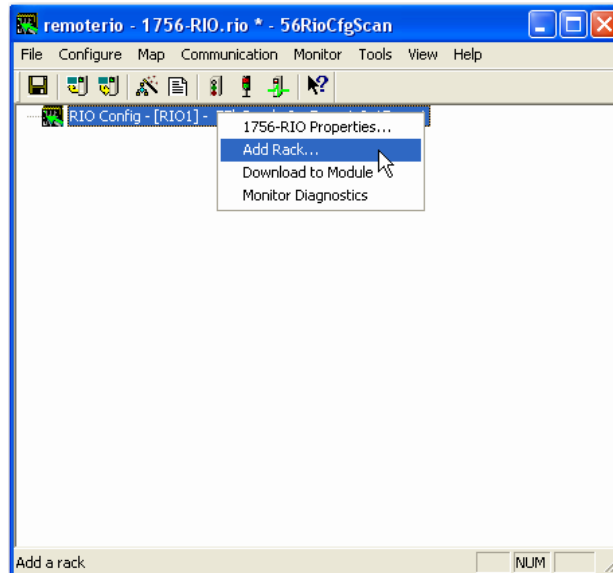 remoterio - 1756-RIO.rio * - 56RioCfgScan
File Configure Map Communication Monitor Tools View Help
RIO Config - [RIO1] -
1756-RIO Properties...
Add Rack...
Download to Module
Monitor Diagnostics
Add a rack
NUM